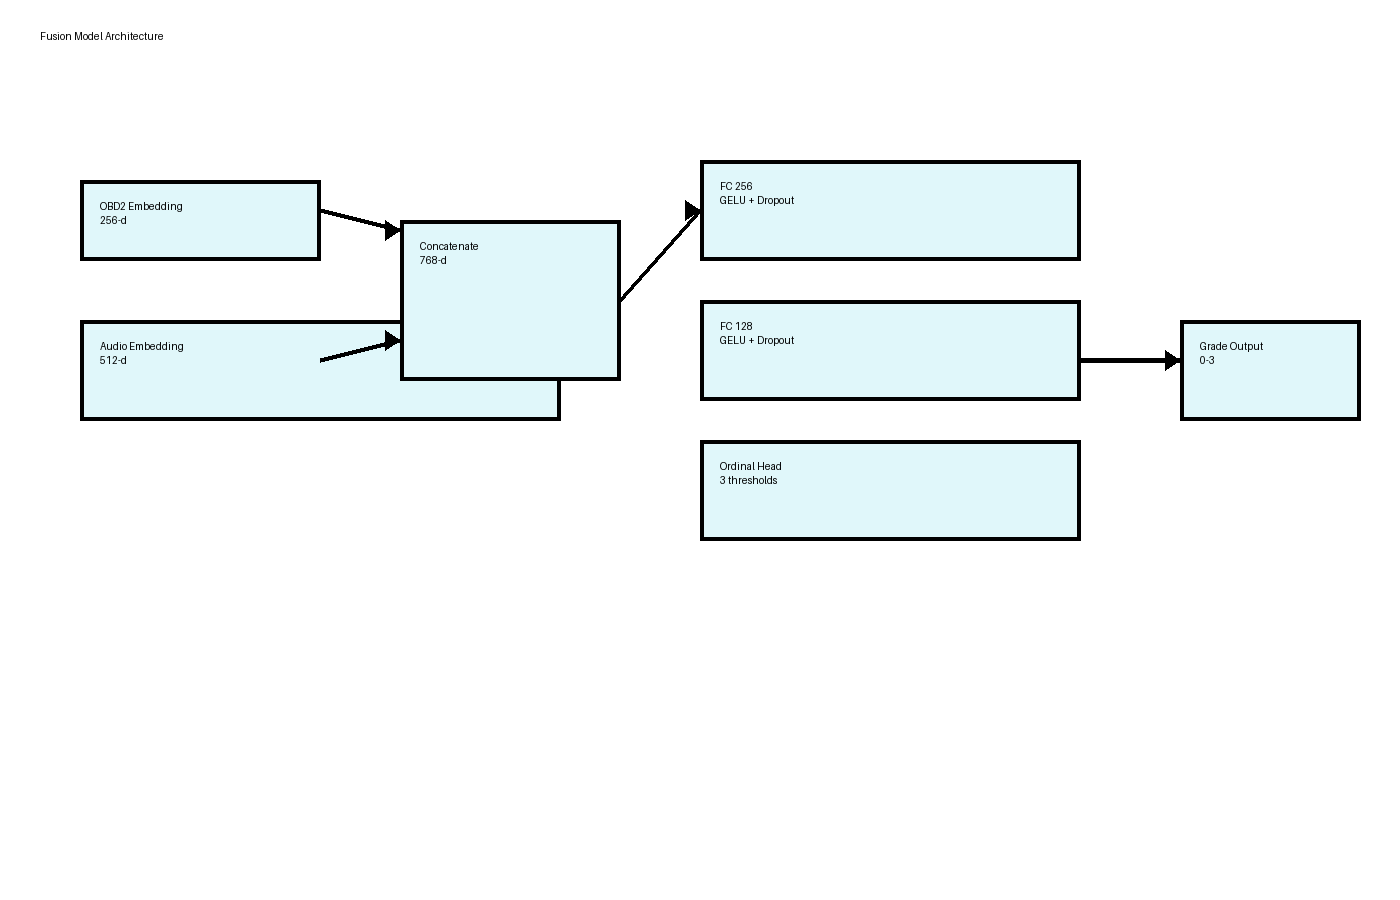 Fusion Model Architecture
OBD2 Embedding
256-d
Audio Embedding
512-d
Concatenate
768-d
FC 256
GELU + Dropout
FC 128
GELU + Dropout
Ordinal Head
3 thresholds
Grade Output
0-3